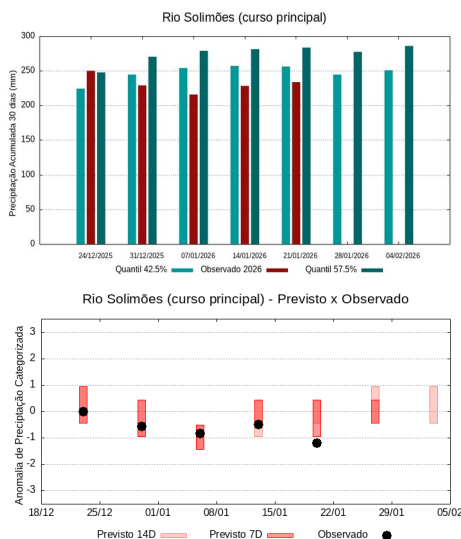 Rio Solimões (curso principal)
Precipitação Acumulada 30 dias (mm)
300
250
200
150
100
50
0
24/12/2025 31/12/2025 07/01/2026 14/01/2026 21/01/2026 28/01/2026 04/02/2026
Quantil 42.5% Observado 2026 Quantil 57.5%
Rio Solimões (curso principal) - Previsto x Observado
Anomalia de Preciptação Categorizada
3
2
1
0
-1
-2
-3
18/12 25/12 01/01 08/01 15/01 22/01 29/01 05/02
Previsto 14D Previsto 7D Observado